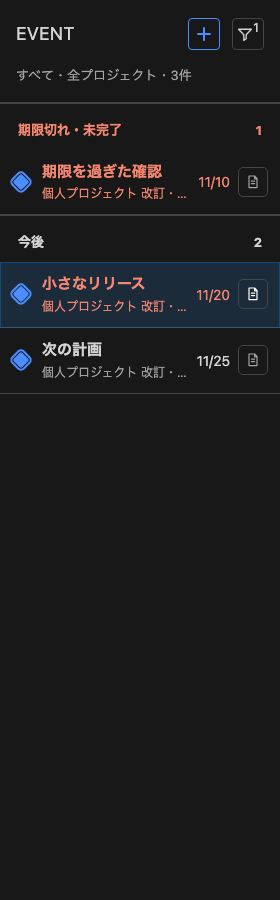 EVENT
1
すべて・全プロジェクト・3件
期限切れ・未完了 1
期限を過ぎた確認
11/10
個人プロジェクト 改訂・...
今後 2
小さなリリース
11/20
個人プロジェクト 改訂・...
次の計画
11/25
個人プロジェクト 改訂・...